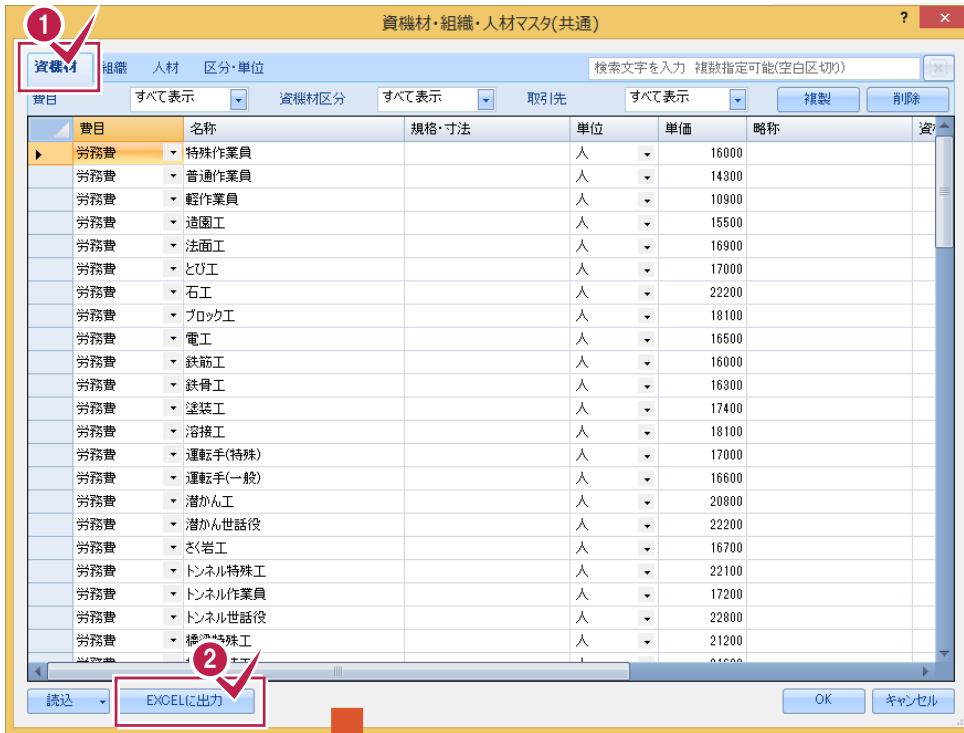 1
資機材・組織・人材マスタ(共通)
? ×
資機材 組織 人材 区分・単位 検索文字を入力 複数指定可能(空白区切り)
費目 すべて表示 資機材区分 すべて表示 取引先 すべて表示 複製 削除
費目 名称 規格・寸法 単位 単価 略称
労務費 特殊作業員 人 16000
労務費 普通作業員 人 14300
労務費 軽作業員 人 10900
労務費 造園工 人 15500
労務費 法面工 人 16900
労務費 とび工 人 17000
労務費 石工 人 22200
労務費 ブロック工 人 18100
労務費 電工 人 16500
労務費 鉄筋工 人 16000
労務費 鉄骨工 人 16300
労務費 塗装工 人 17400
労務費 溶接工 人 18100
労務費 運転手(特殊) 人 17000
労務費 運転手(一般) 人 16600
労務費 潜かん工 人 20800
労務費 潜かん世話役 人 22200
労務費 さく岩工 人 16700
労務費 トンネル特殊工 人 22100
労務費 トンネル作業員 人 17200
労務費 トンネル世話役 人 22800
労務費 橋梁特殊工 人 21200
2
読込 EXCELに出力 OK キャンセル